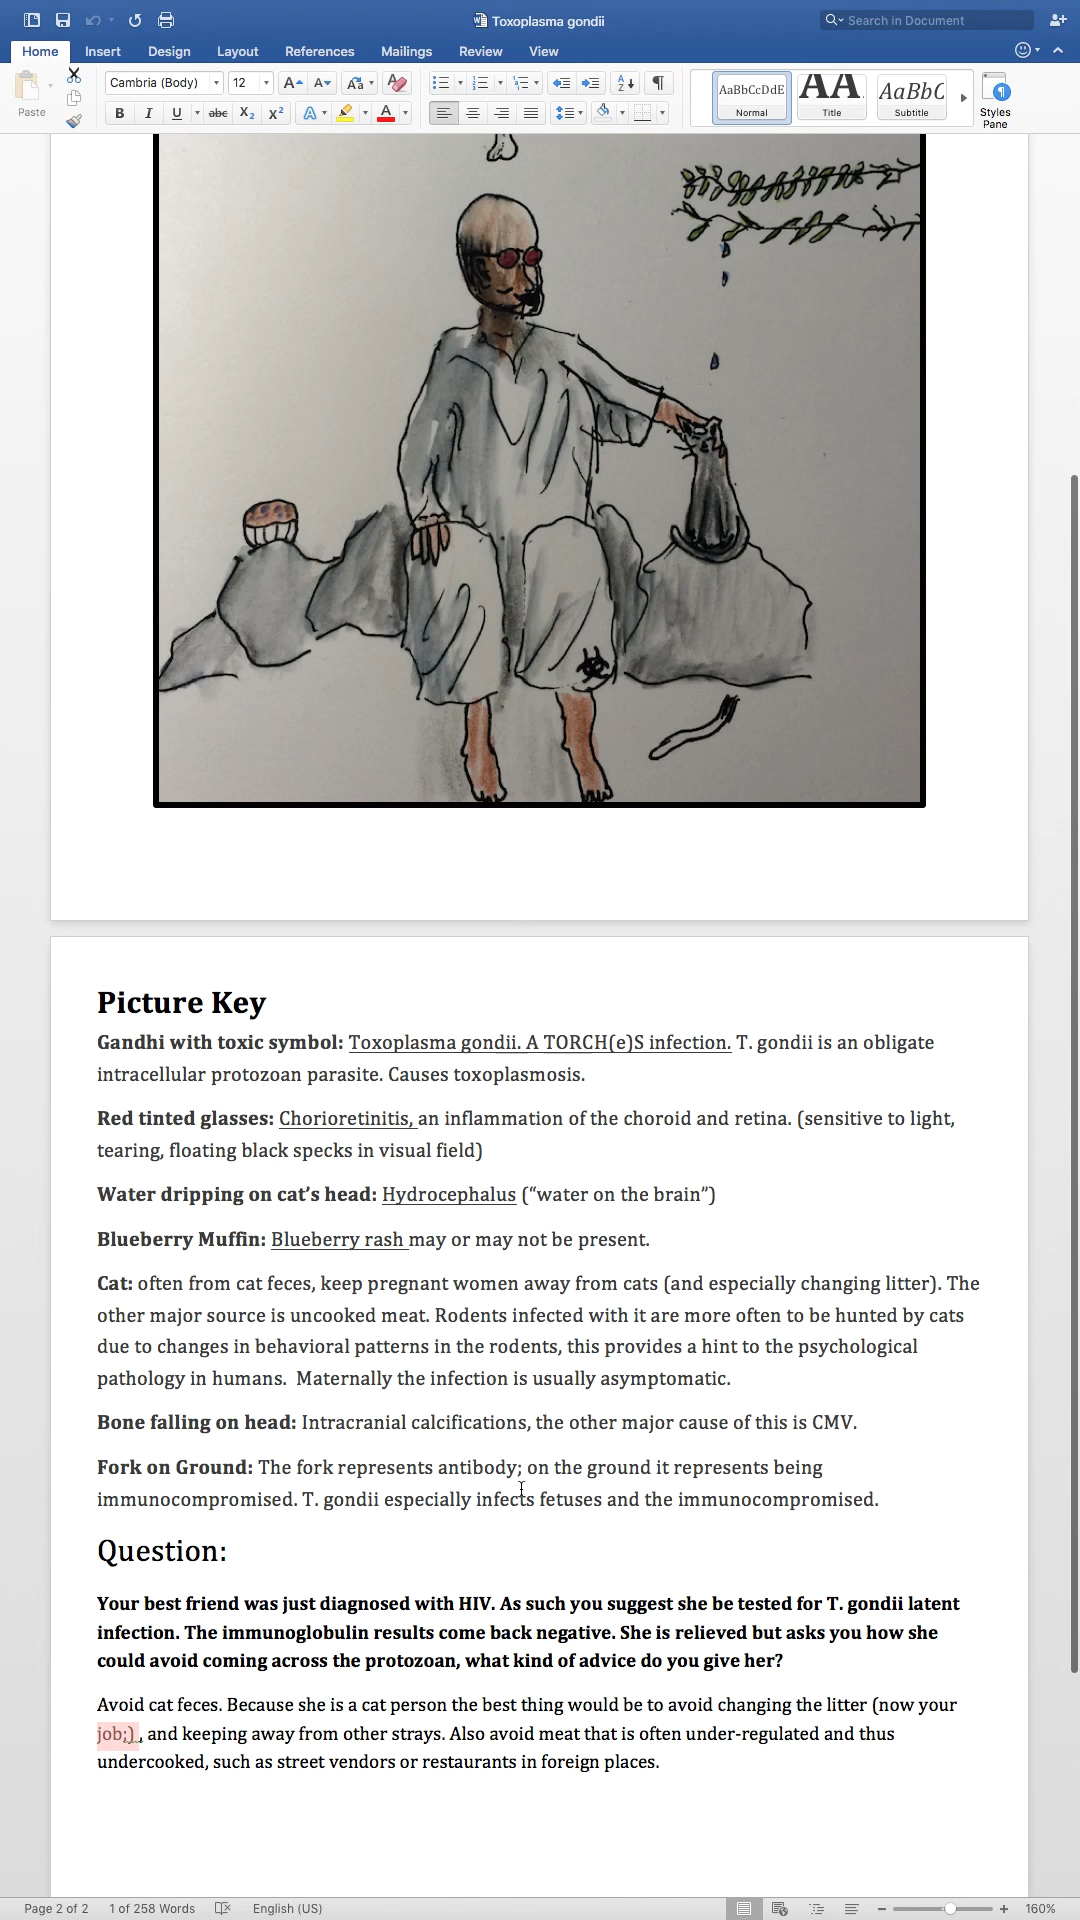 Toxoplasma gondii
Search in Document
Home Insert Design Layout References Mailings Review View
Paste
Cambria (Body) 12
B I U abc X₂ X²
AaBbCcDdE
Normal
AA
Title
AaBbC
Subtitle
Styles
Pane
Picture Key
Gandhi with toxic symbol: Toxoplasma gondii. A TORCH(e)S infection. T. gondii is an obligate
intracellular protozoan parasite. Causes toxoplasmosis.
Red tinted glasses: Chorioretinitis, an inflammation of the choroid and retina. (sensitive to light,
tearing, floating black specks in visual field)
Water dripping on cat’s head: Hydrocephalus (“water on the brain”)
Blueberry Muffin: Blueberry rash may or may not be present.
Cat: often from cat feces, keep pregnant women away from cats (and especially changing litter). The
other major source is uncooked meat. Rodents infected with it are more often to be hunted by cats
due to changes in behavioral patterns in the rodents, this provides a hint to the psychological
pathology in humans.  Maternally the infection is usually asymptomatic.
Bone falling on head: Intracranial calcifications, the other major cause of this is CMV.
Fork on Ground: The fork represents antibody; on the ground it represents being
immunocompromised. T. gondii especially infects fetuses and the immunocompromised.
Question:
Your best friend was just diagnosed with HIV. As such you suggest she be tested for T. gondii latent
infection. The immunoglobulin results come back negative. She is relieved but asks you how she
could avoid coming across the protozoan, what kind of advice do you give her?
Avoid cat feces. Because she is a cat person the best thing would be to avoid changing the litter (now your
job;) , and keeping away from other strays. Also avoid meat that is often under-regulated and thus
undercooked, such as street vendors or restaurants in foreign places.
Page 2 of 2 1 of 258 Words English (US) 160%